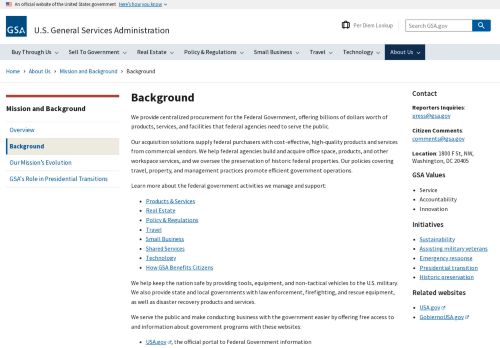 An official website of the United States government Here's how you know
GSA
U.S. General Services Administration
Per Diem Lookup
Search GSA.gov
Buy Through Us
Sell To Government
Real Estate
Policy & Regulations
Small Business
Travel
Technology
About Us
Home › About Us › Mission and Background › Background
Mission and Background
Overview
Background
Our Mission's Evolution
GSA's Role in Presidential Transitions
Background
We provide centralized procurement for the Federal Government, offering billions of dollars worth of
products, services, and facilities that federal agencies need to serve the public.
Our acquisition solutions supply federal purchasers with cost-effective, high-quality products and services
from commercial vendors. We help federal agencies build and acquire office space, products, and other
workspace services, and we oversee the preservation of historic federal properties. Our policies covering
travel, property, and management practices promote efficient government operations.
Learn more about the federal government activities we manage and support:
• Products & Services
• Real Estate
• Policy & Regulations
• Travel
• Small Business
• Shared Services
• Technology
• How GSA Benefits Citizens
We help keep the nation safe by providing tools, equipment, and non-tactical vehicles to the U.S. military.
We also provide state and local governments with law enforcement, firefighting, and rescue equipment,
as well as disaster recovery products and services.
We serve the public and make conducting business with the government easier by offering free access to
and information about government programs with these websites:
• USA.gov, the official portal to Federal Government information
Contact
Reporters Inquiries:
press@gsa.gov
Citizen Comments:
comments@gsa.gov
Location: 1800 F St, NW,
Washington, DC 20405
GSA Values
• Service
• Accountability
• Innovation
Initiatives
• Sustainability
• Assisting military veterans
• Emergency response
• Presidential transition
• Historic preservation
Related websites
• USA.gov
• GobiernoUSA.gov